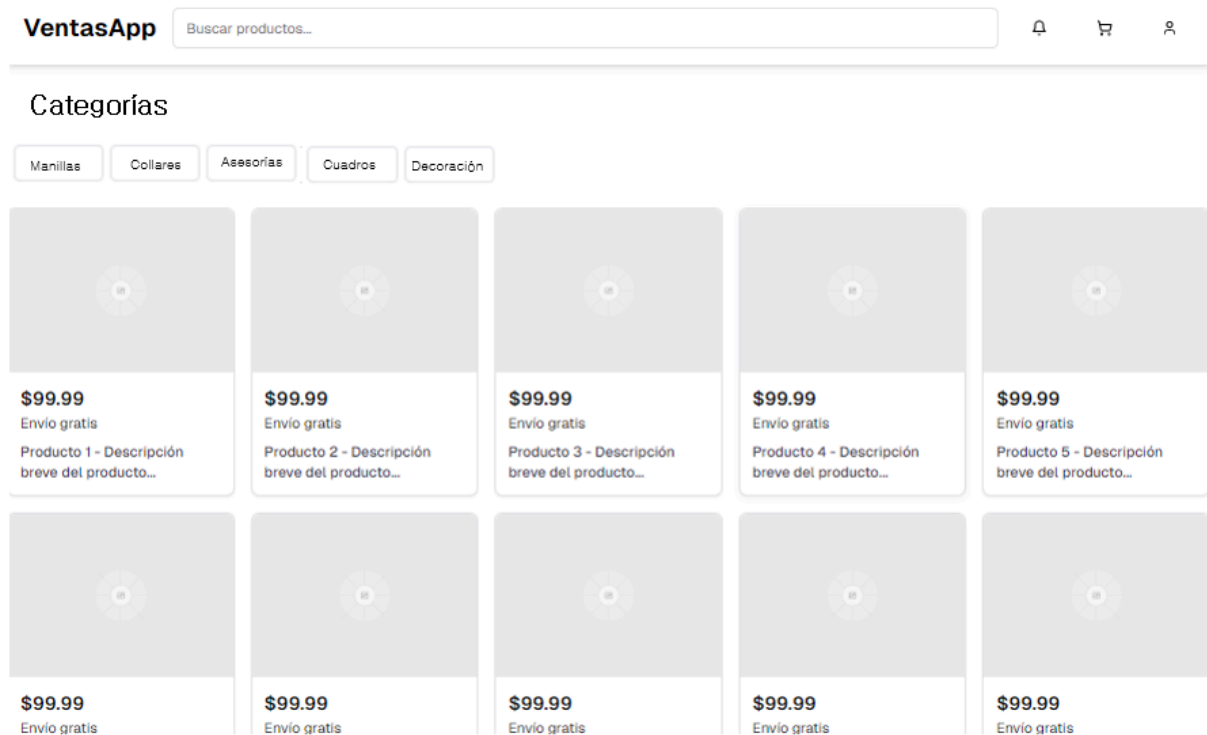 VentasApp
Buscar productos...
Categorías
Manillas
Collares
Asesorías
Cuadros
Decoración
$99.99
Envío gratis
Producto 1 - Descripción
breve del producto...
$99.99
Envío gratis
Producto 2 - Descripción
breve del producto...
$99.99
Envío gratis
Producto 3 - Descripción
breve del producto...
$99.99
Envío gratis
Producto 4 - Descripción
breve del producto...
$99.99
Envío gratis
Producto 5 - Descripción
breve del producto...
$99.99
Envío gratis
$99.99
Envío gratis
$99.99
Envío gratis
$99.99
Envío gratis
$99.99
Envío gratis